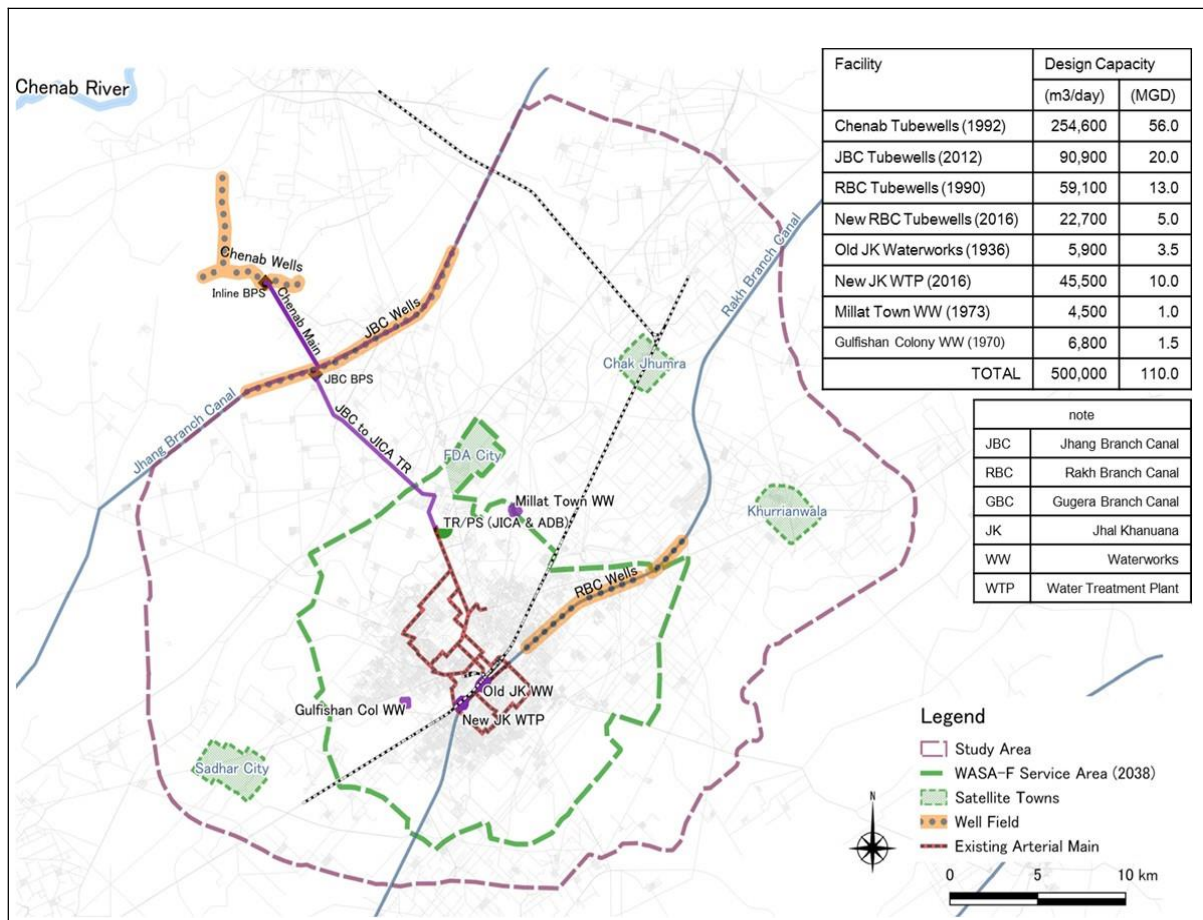 Chenab River
Facility Design Capacity
(m3/day) (MGD)
Chenab Tubewells (1992) 254,600 56.0
JBC Tubewells (2012) 90,900 20.0
RBC Tubewells (1990) 59,100 13.0
New RBC Tubewells (2016) 22,700 5.0
Old JK Waterworks (1936) 5,900 3.5
New JK WTP (2016) 45,500 10.0
Millat Town WW (1973) 4,500 1.0
Gulfishan Colony WW (1970) 6,800 1.5
TOTAL 500,000 110.0
note
JBC Jhang Branch Canal
RBC Rakh Branch Canal
GBC Gugera Branch Canal
JK Jhal Khanuana
WW Waterworks
WTP Water Treatment Plant
Chenab Wells
Inline BPS
Chenab Main
JBC Wells
JBC BPS
Rakh Branch Canal
Chak Jhumra
Jhang Branch Canal
JBC to JICA TR
FDA City
Millat Town WW
Khurrianwala
TR/PS (JICA & ADB)
RBC Wells
Old JK WW
Gulfishan Col WW
New JK WTP
Sadhar City
Legend
Study Area
WASA-F Service Area (2038)
Satellite Towns
Well Field
Existing Arterial Main
N
0 5 10 km